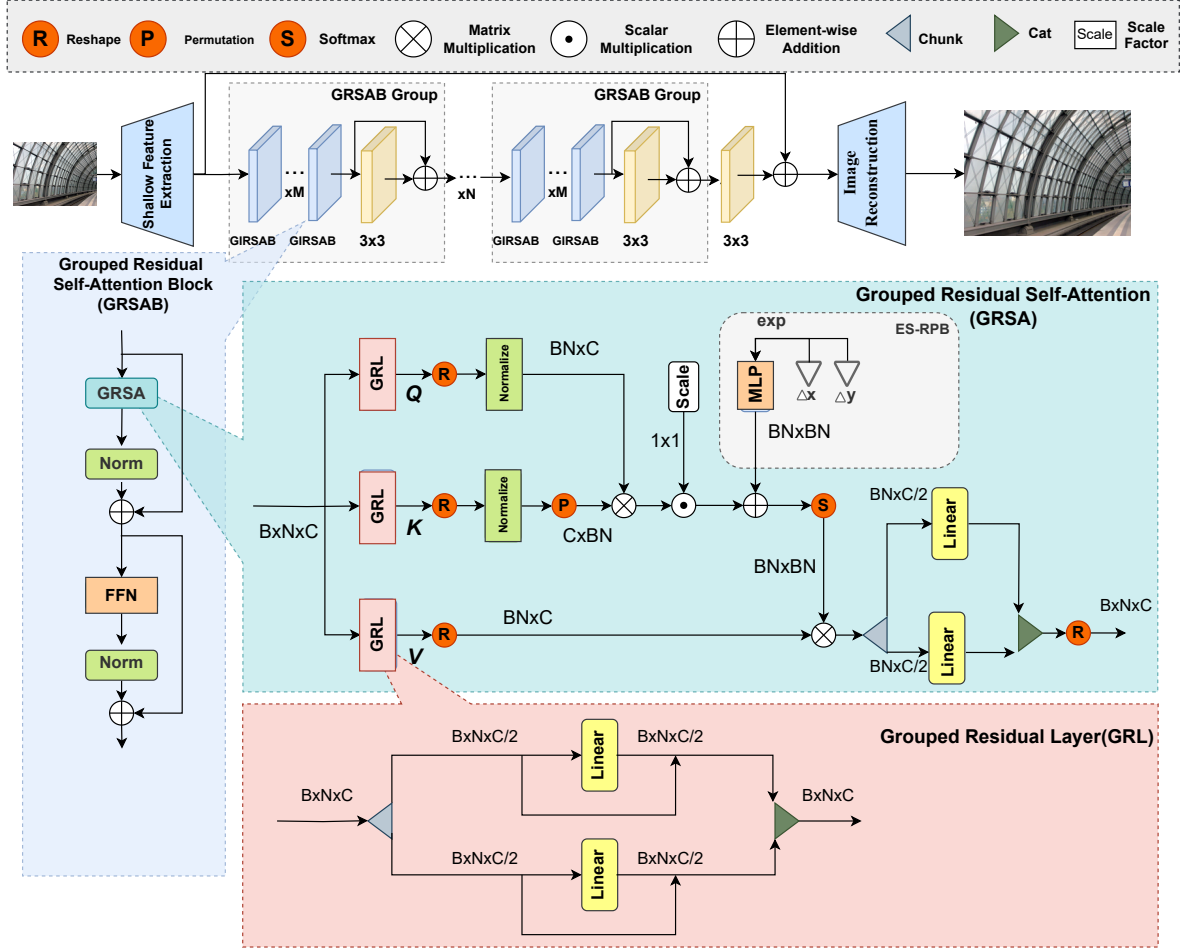 R Reshape
P Permutation
S Softmax
Matrix
Multiplication
Scalar
Multiplication
Element-wise
Addition
Chunk
Cat
Scale
Scale
Factor
Shallow Feature
Extraction
GRSAB Group
...
xM
GIRSAB
GIRSAB
3x3
...
xN
GRSAB Group
...
xM
GIRSAB
GIRSAB
3x3
3x3
Image
Reconstruction
Grouped Residual
Self-Attention Block
(GRSAB)
GRSA
Norm
FFN
Norm
Grouped Residual Self-Attention
(GRSA)
ES-RPB
exp
MLP
△x
△y
BNxBN
Scale
1x1
GRL
Q
R
Normalize
BNxC
BxNxC
GRL
K
R
Normalize
P
CxBN
S
BNxBN
GRL
V
R
BNxC
BNxC/2
Linear
BNxC/2
Linear
R
BxNxC
Grouped Residual Layer(GRL)
BxNxC
BxNxC/2
Linear
BxNxC/2
BxNxC/2
Linear
BxNxC/2
BxNxC